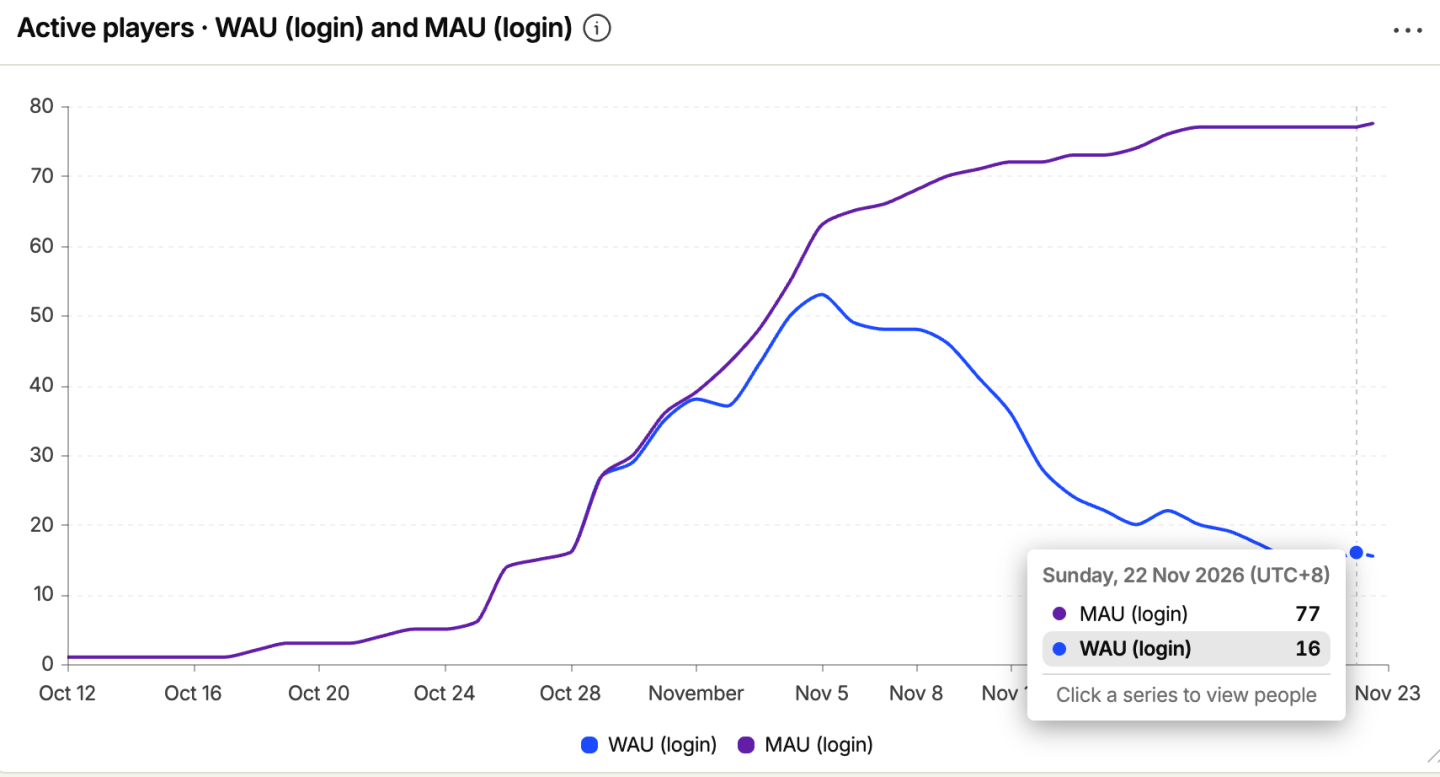 Active players · WAU (login) and MAU (login)
80
70
60
50
40
30
20
10
0
Oct 12 Oct 16 Oct 20 Oct 24 Oct 28 November Nov 5 Nov 8 Nov Nov 23
Sunday, 22 Nov 2026 (UTC+8)
MAU (login) 77
WAU (login) 16
Click a series to view people
WAU (login) MAU (login)